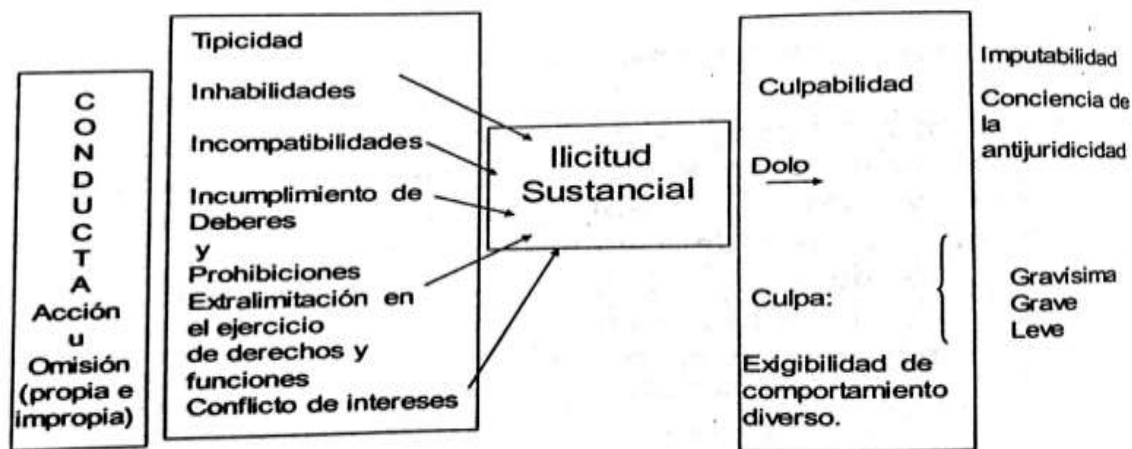 C
O
N
D
U
C
T
A
Acción
u
Omisión
(propia e
impropia)
Tipicidad
Inhabilidades
Incompatibilidades
Incumplimiento de
Deberes
y
Prohibiciones
Extralimitación en
el ejercicio
de derechos y
funciones
Conflicto de intereses
Ilicitud
Sustancial
Culpabilidad
Dolo
Culpa:
Exigibilidad de
comportamiento
diverso.
Imputabilidad
Conciencia de
la
antijuridicidad
Gravísima
Grave
Leve